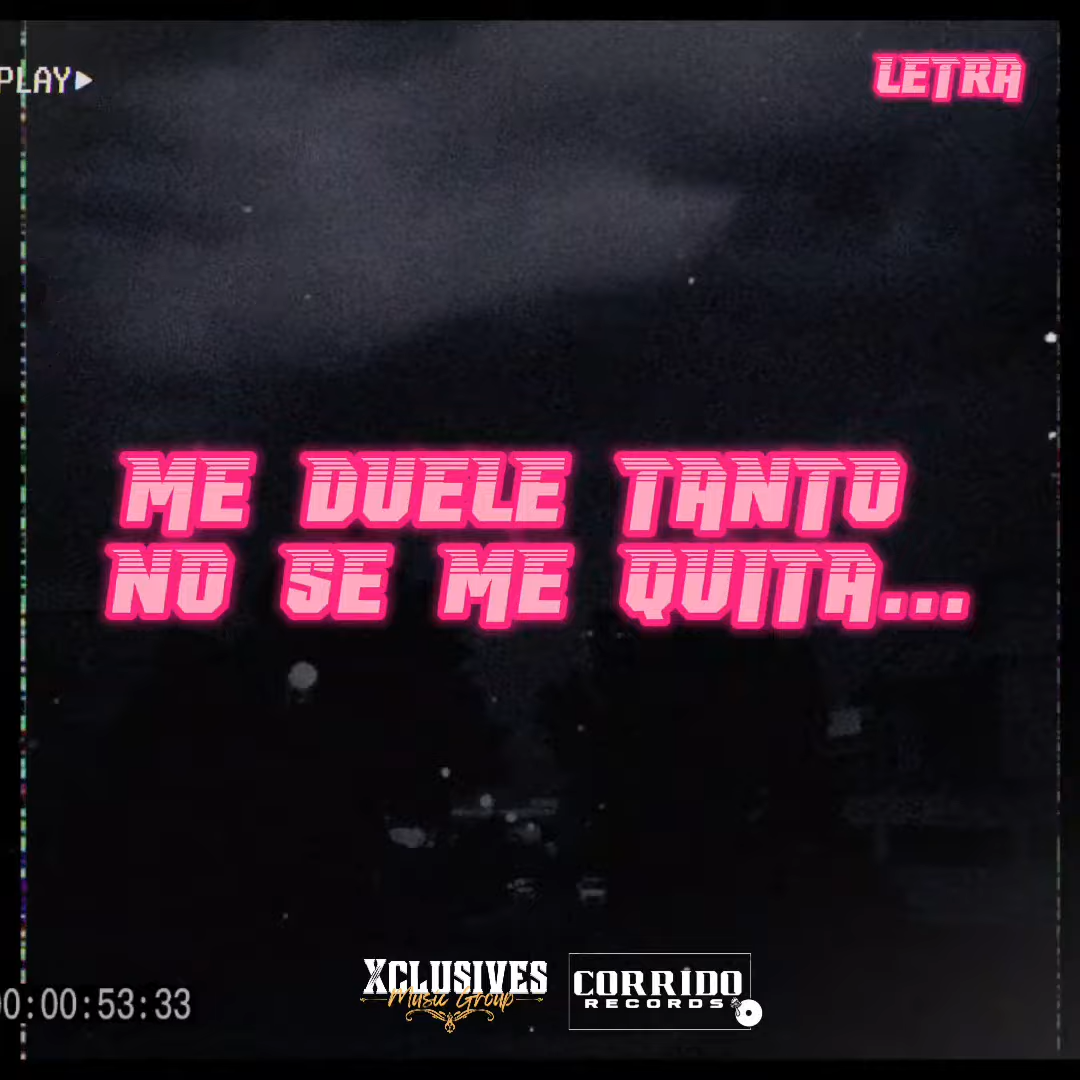 PLAY
LETRA
ME DUELE TANTO
NO SE ME QUITA...
00:00:53:33
XCLUSIVES
Music Group
CORRIDO
RECORDS